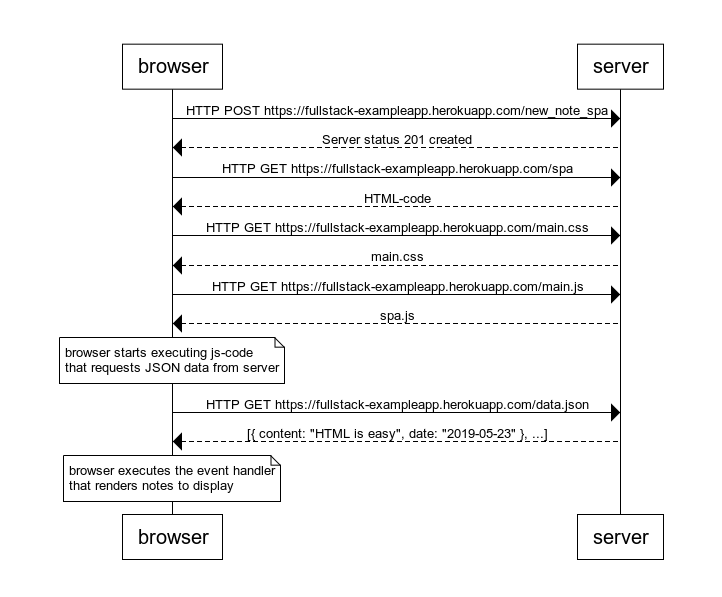 browser
server
HTTP POST https://fullstack-exampleapp.herokuapp.com/new_note_spa
Server status 201 created
HTTP GET https://fullstack-exampleapp.herokuapp.com/spa
HTML-code
HTTP GET https://fullstack-exampleapp.herokuapp.com/main.css
main.css
HTTP GET https://fullstack-exampleapp.herokuapp.com/main.js
spa.js
browser starts executing js-code
that requests JSON data from server
HTTP GET https://fullstack-exampleapp.herokuapp.com/data.json
[{ content: "HTML is easy", date: "2019-05-23" }, ...]
browser executes the event handler
that renders notes to display
browser
server